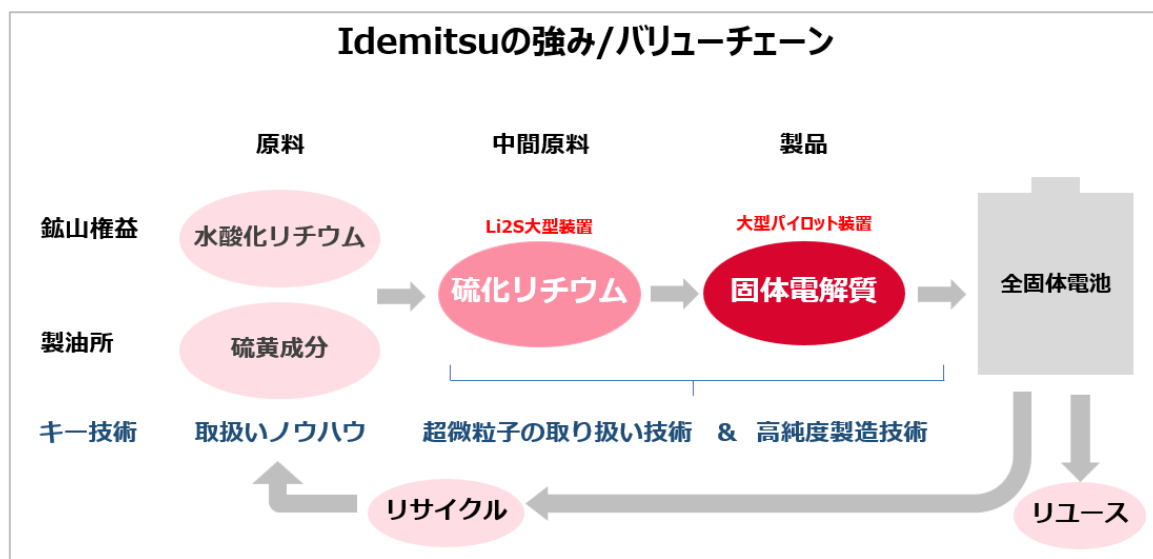 Idemitsuの強み/バリューチェーン
原料
中間原料
製品
鉱山権益
水酸化リチウム
Li2S大型装置
大型パイロット装置
硫化リチウム
固体電解質
全固体電池
製油所
硫黄成分
キー技術
取扱いノウハウ
超微粒子の取り扱い技術 & 高純度製造技術
リサイクル
リユース